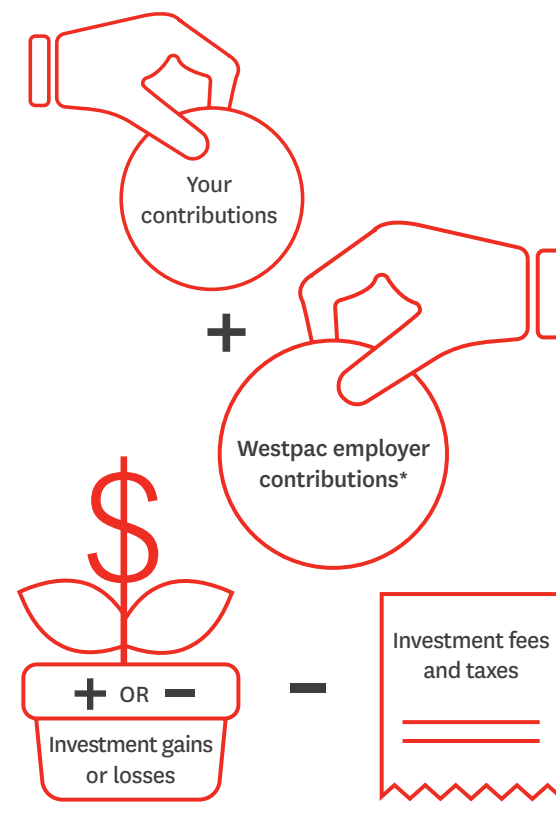 Your
contributions
+
Westpac employer
contributions*
$
+ OR −
Investment gains
or losses
−
Investment fees
and taxes